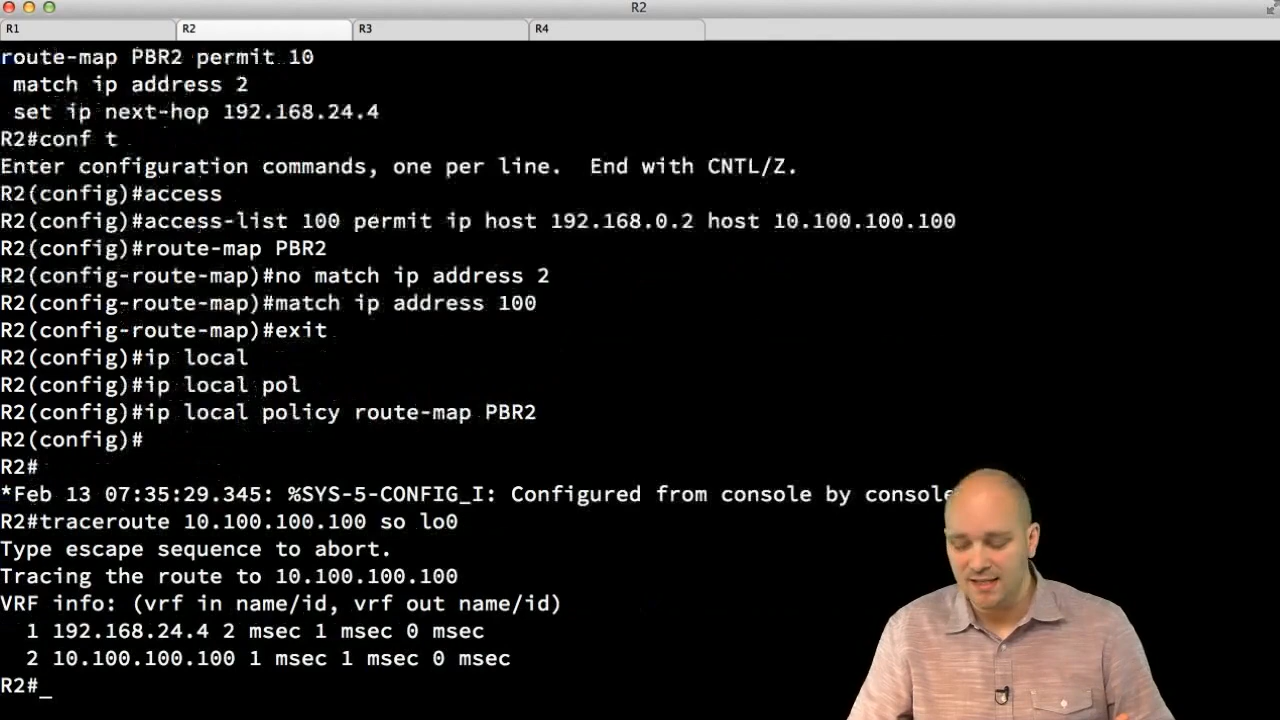 R2
R1
R2
R3
R4
route-map PBR2 permit 10
match ip address 2
set ip next-hop 192.168.24.4
R2#conf t
Enter configuration commands, one per line.  End with CNTL/Z.
R2(config)#access
R2(config)#access-list 100 permit ip host 192.168.0.2 host 10.100.100.100
R2(config)#route-map PBR2
R2(config-route-map)#no match ip address 2
R2(config-route-map)#match ip address 100
R2(config-route-map)#exit
R2(config)#ip local
R2(config)#ip local pol
R2(config)#ip local policy route-map PBR2
R2(config)#
R2#
*Feb 13 07:35:29.345: %SYS-5-CONFIG_I: Configured from console by console
R2#traceroute 10.100.100.100 so lo0
Type escape sequence to abort.
Tracing the route to 10.100.100.100
VRF info: (vrf in name/id, vrf out name/id)
1 192.168.24.4 2 msec 1 msec 0 msec
2 10.100.100.100 1 msec 1 msec 0 msec
R2#_